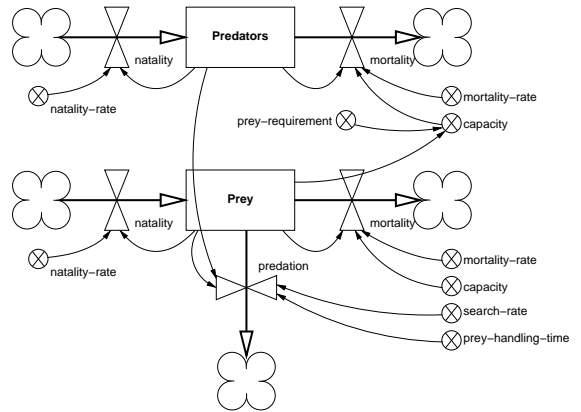 Predators
natality
mortality
natality−rate
mortality−rate
prey−requirement
capacity
Prey
natality
mortality
natality−rate
predation
mortality−rate
capacity
search−rate
prey−handling−time